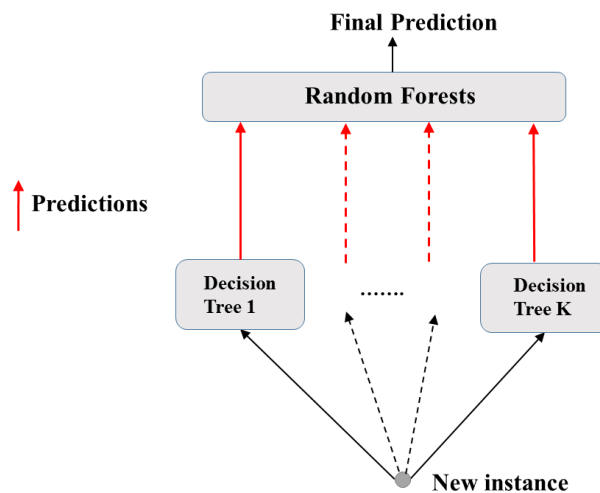 Final Prediction
Random Forests
Predictions
Decision
Tree 1
.......
Decision
Tree K
New instance